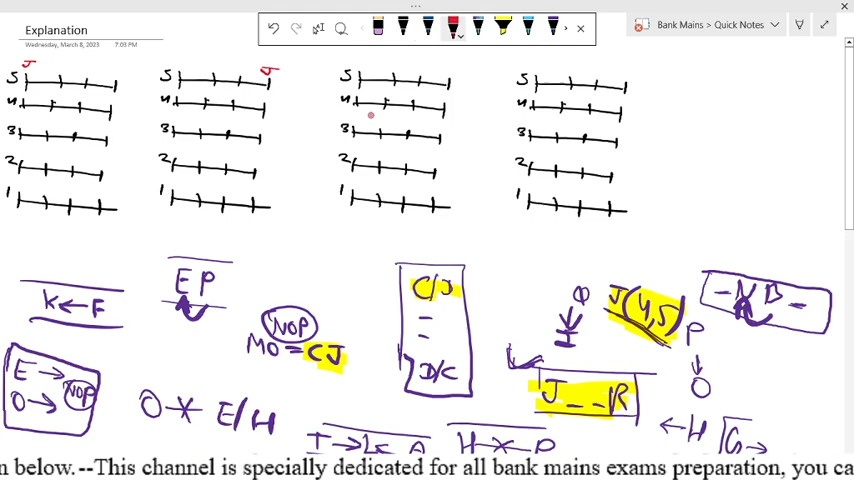 Explanation
Wednesday, March 8, 2023 7:03 PM
Bank Mains > Quick Notes
J
J
5 5 5 5
4 4 4 4
3 3 3 3
2 2 2 2
1 1 1 1
K ← F
E P
C/J
–
–
D/C
J(4,5)
– N B –
NOP
MO = CJ
P
↓
O
E → NOP
O →
O * E/H
J _ _ R
← H
G →
H * P
n below.--This channel is specially dedicated for all bank mains exams preparation, you ca